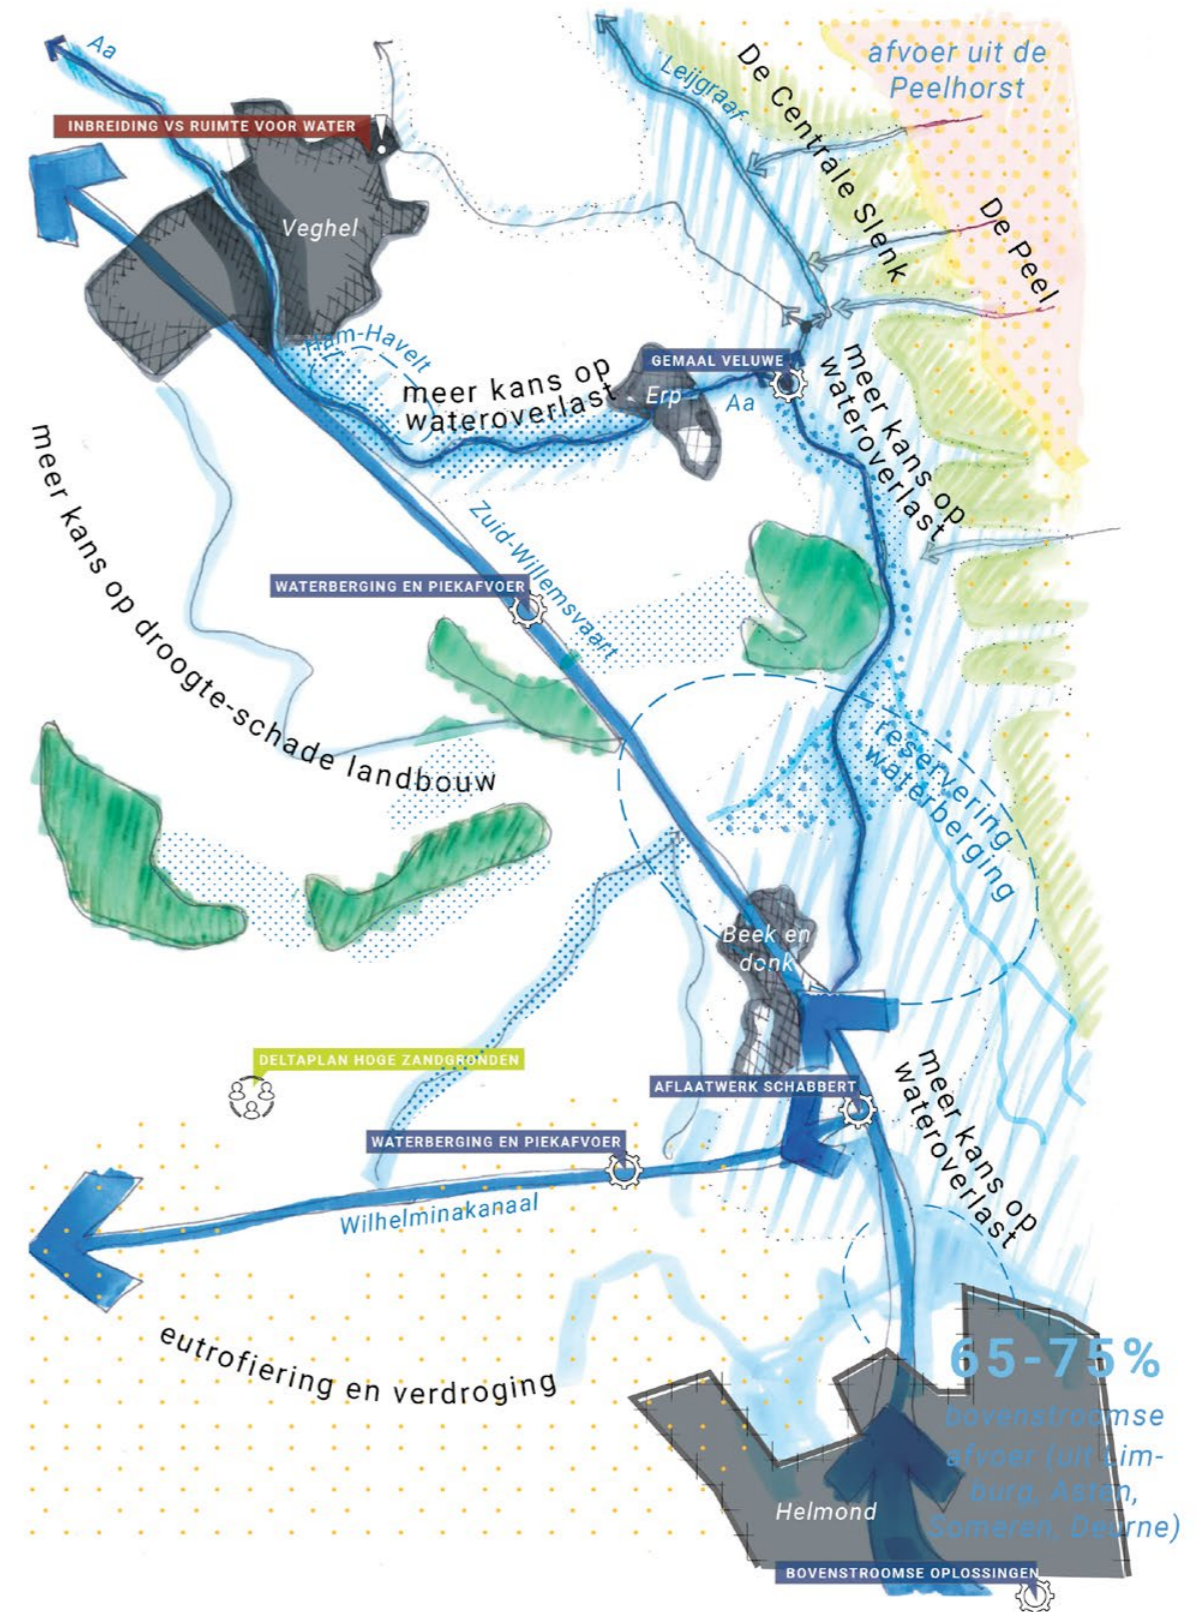 Aa
afvoer uit de
Peelhorst
De Centrale Slenk
Leijgraaf
INBREIDING VS RUIMTE VOOR WATER
!
Veghel
De Peel
Ham-Havelt
meer kans op
wateroverlast
GEMAAL VELUWE
Erp
Aa
meer kans op
wateroverlast
meer kans op droogte-schade landbouw
Zuid-Willemsvaart
WATERBERGING EN PIEKAFVOER
reservering
waterberging
Beek en
donk
DELTAPLAN HOGE ZANDGRONDEN
AFLAATWERK SCHABBERT
meer kans op
wateroverlast
WATERBERGING EN PIEKAFVOER
Wilhelminakanaal
eutrofiering en verdroging
65-75%
bovenstroomse
afvoer (uit Lim-
burg, Asten,
Someren, Deurne)
Helmond
BOVENSTROOMSE OPLOSSINGEN